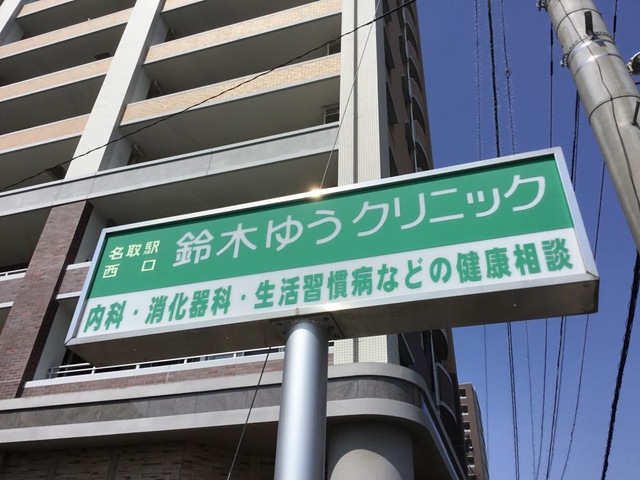 名取駅
西口
鈴木ゆうクリニック
内科・消化器科・生活習慣病などの健康相談